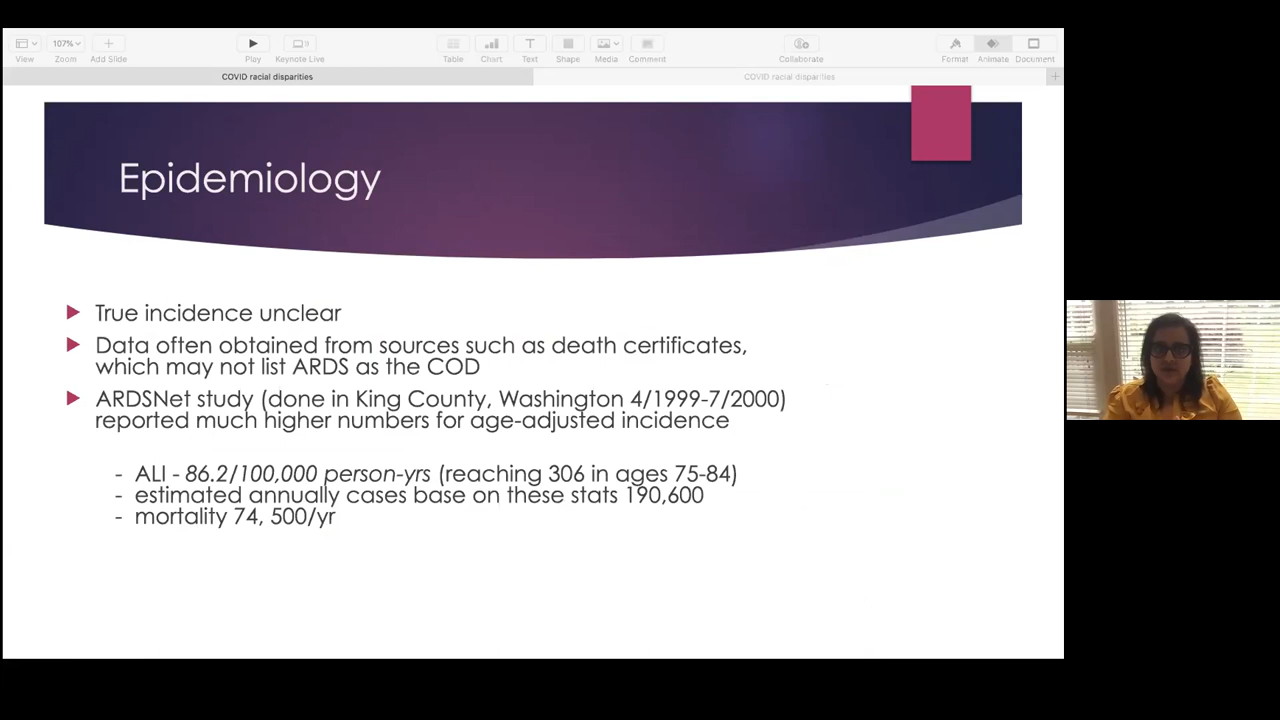 107%
View
Zoom
Add Slide
Play
Keynote Live
Table
Chart
Text
Shape
Media
Comment
Collaborate
Format
Animate
Document
COVID racial disparities
COVID racial disparities
Epidemiology
True incidence unclear
Data often obtained from sources such as death certificates,
which may not list ARDS as the COD
ARDSNet study (done in King County, Washington 4/1999-7/2000)
reported much higher numbers for age-adjusted incidence
- ALI - 86.2/100,000 person-yrs (reaching 306 in ages 75-84)
- estimated annually cases base on these stats 190,600
- mortality 74, 500/yr